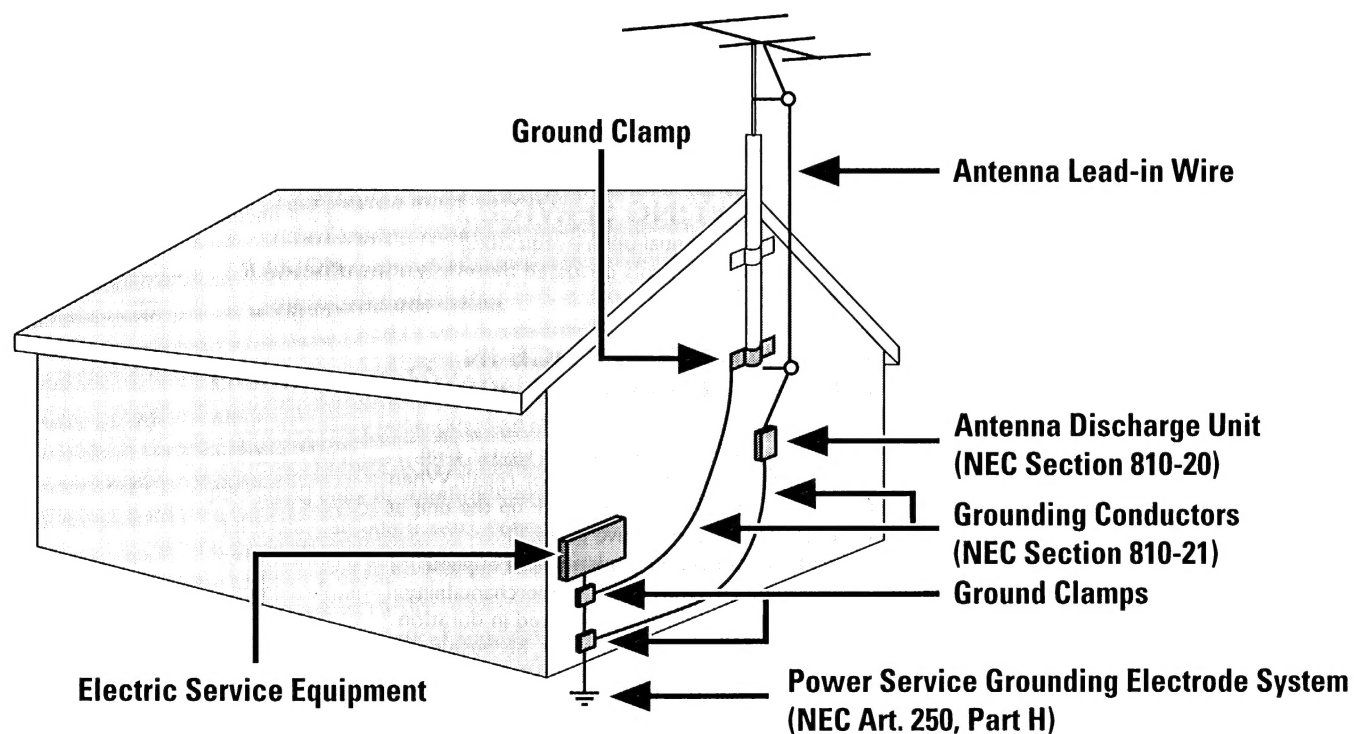 Ground Clamp
Antenna Lead-in Wire
Antenna Discharge Unit
(NEC Section 810-20)
Grounding Conductors
(NEC Section 810-21)
Ground Clamps
Electric Service Equipment
Power Service Grounding Electrode System
(NEC Art. 250, Part H)